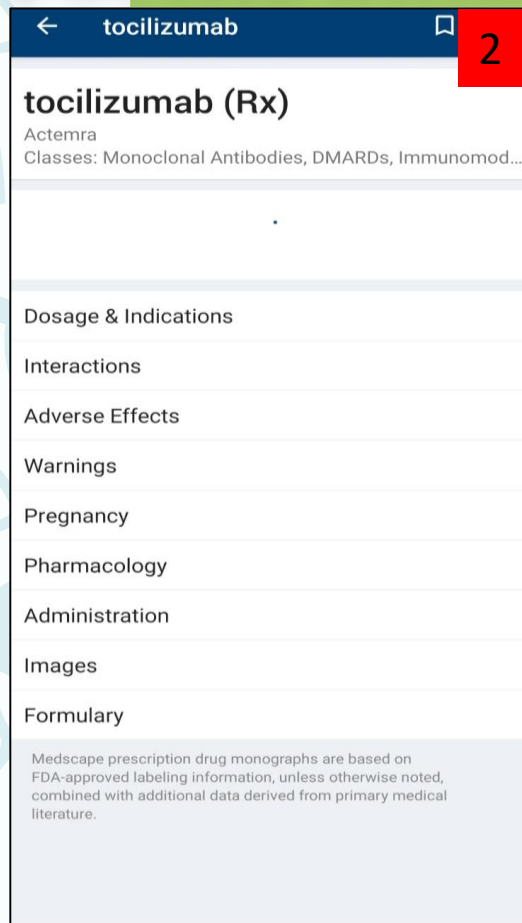 tocilizumab
2
tocilizumab (Rx)
Actemra
Classes: Monoclonal Antibodies, DMARDs, Immunomod...
Dosage & Indications
Interactions
Adverse Effects
Warnings
Pregnancy
Pharmacology
Administration
Images
Formulary
Medscape prescription drug monographs are based on
FDA-approved labeling information, unless otherwise noted,
combined with additional data derived from primary medical
literature.